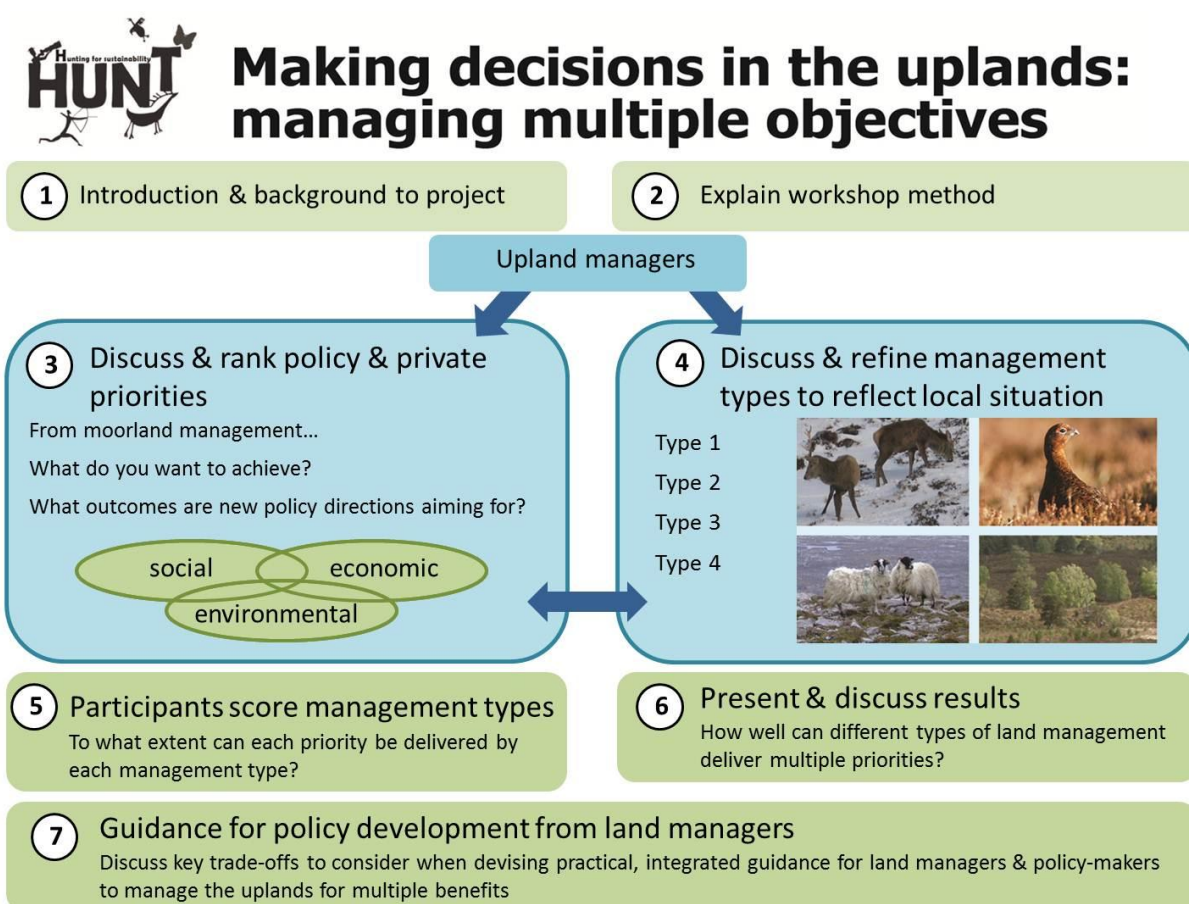 Hunting for sustainability
HUNT
Making decisions in the uplands:
managing multiple objectives
1 Introduction & background to project
2 Explain workshop method
Upland managers
3 Discuss & rank policy & private
priorities
From moorland management...
What do you want to achieve?
What outcomes are new policy directions aiming for?
social
economic
environmental
4 Discuss & refine management
types to reflect local situation
Type 1
Type 2
Type 3
Type 4
5 Participants score management types
To what extent can each priority be delivered by
each management type?
6 Present & discuss results
How well can different types of land management
deliver multiple priorities?
7 Guidance for policy development from land managers
Discuss key trade-offs to consider when devising practical, integrated guidance for land managers & policy-makers
to manage the uplands for multiple benefits